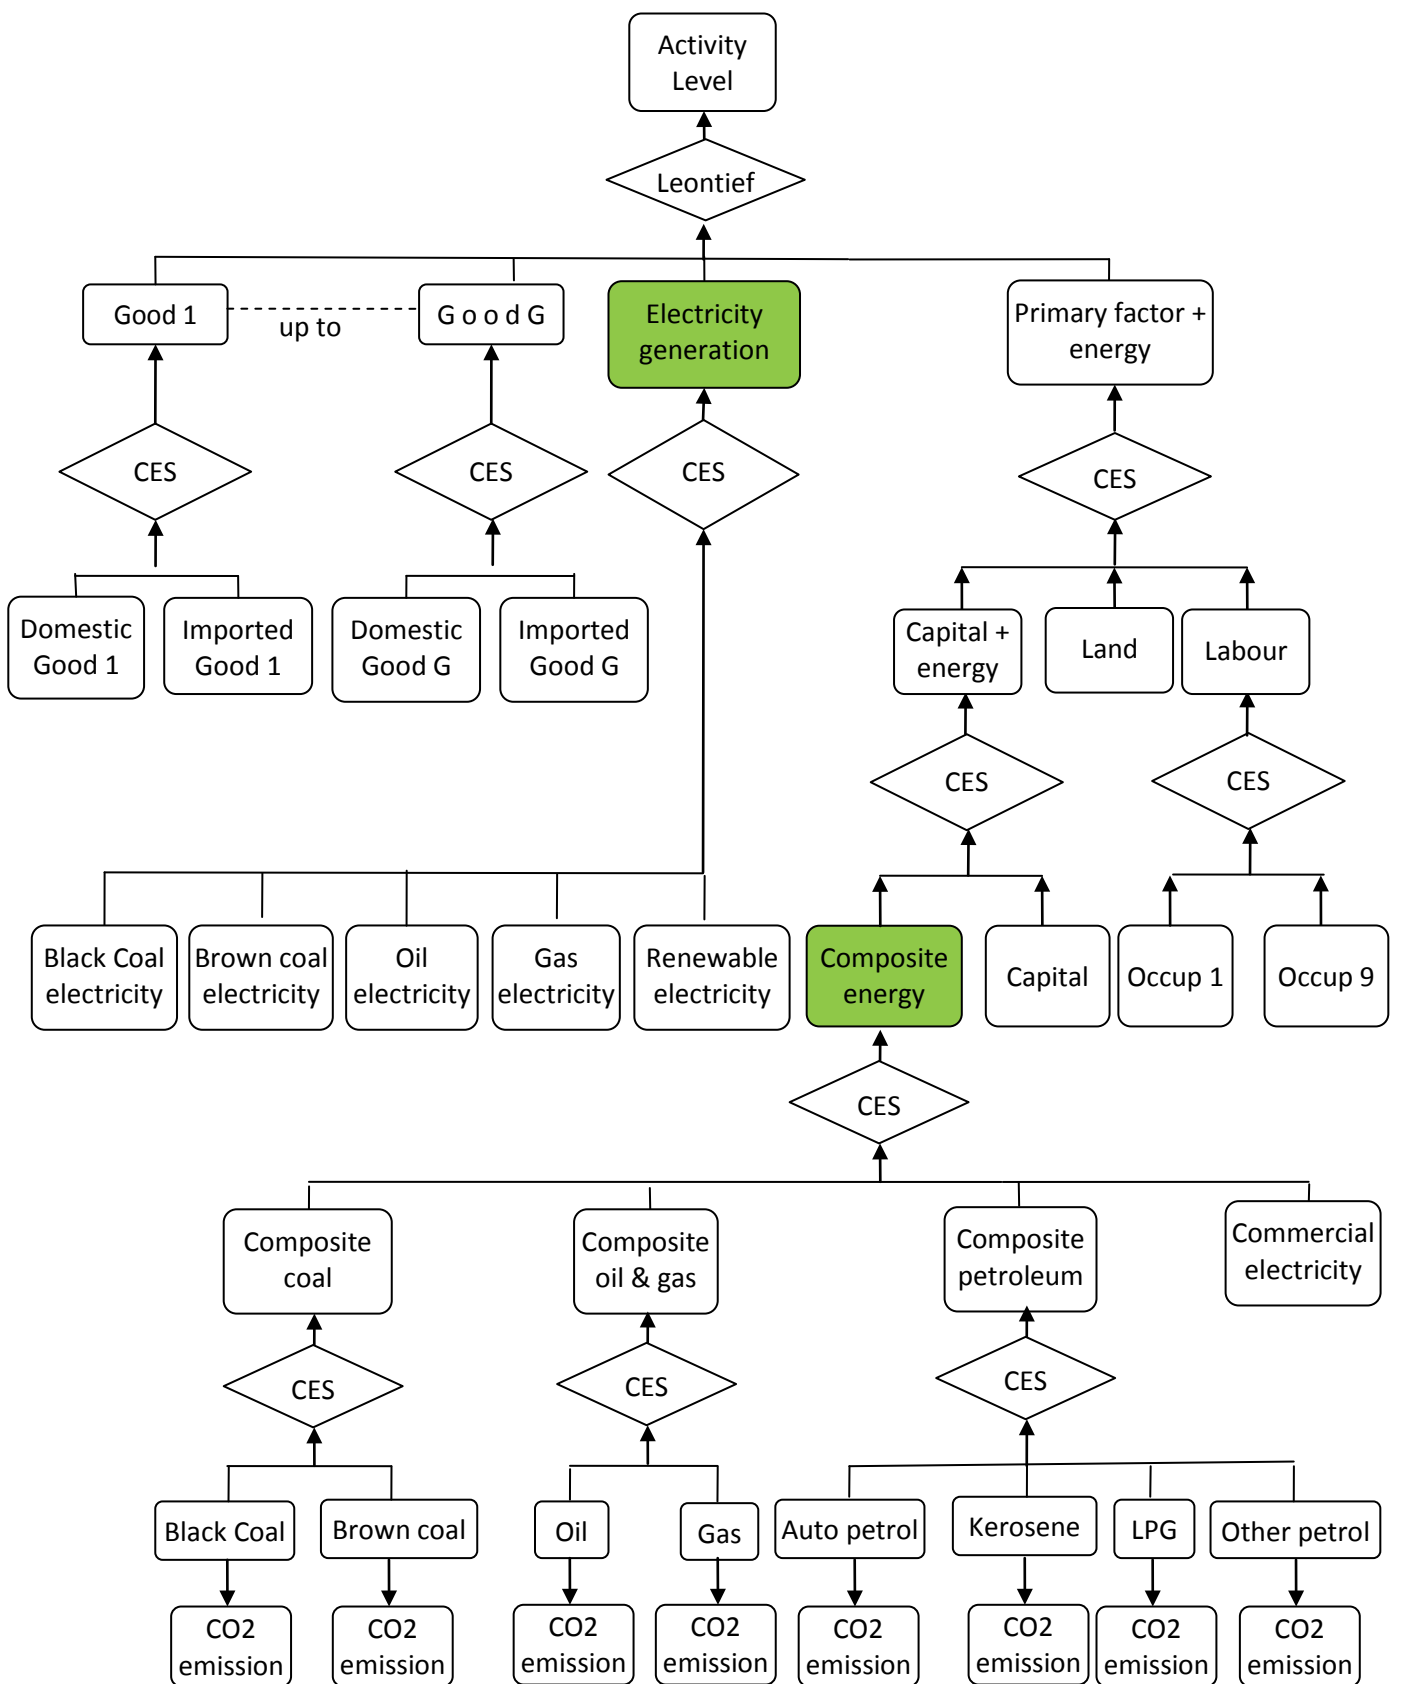 Activity
Level
Leontief
Good 1
up to
G o o d G
Electricity
generation
Primary factor +
energy
CES
CES
CES
CES
Domestic
Good 1
Imported
Good 1
Domestic
Good G
Imported
Good G
Capital +
energy
Land
Labour
CES
CES
Black Coal
electricity
Brown coal
electricity
Oil
electricity
Gas
electricity
Renewable
electricity
Composite
energy
Capital
Occup 1
Occup 9
CES
Composite
coal
Composite
oil & gas
Composite
petroleum
Commercial
electricity
CES
CES
CES
Black Coal
Brown coal
Oil
Gas
Auto petrol
Kerosene
LPG
Other petrol
CO2
emission
CO2
emission
CO2
emission
CO2
emission
CO2
emission
CO2
emission
CO2
emission
CO2
emission